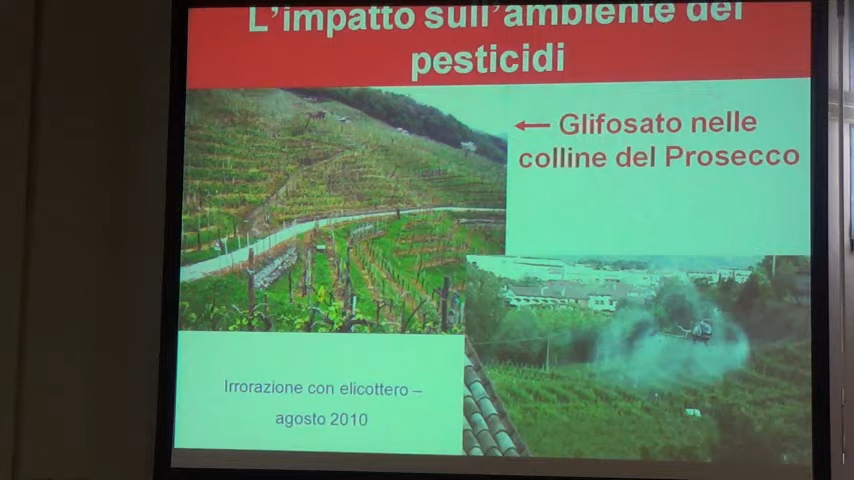 L'impatto sull'ambiente dei
pesticidi
← Glifosato nelle
colline del Prosecco
Irrorazione con elicottero –
agosto 2010